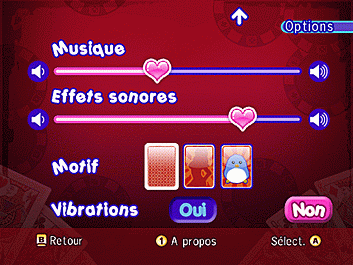 Options
Musique
Effets sonores
Motif
Vibrations Oui Non
B Retour 1 A propos Sélect. A